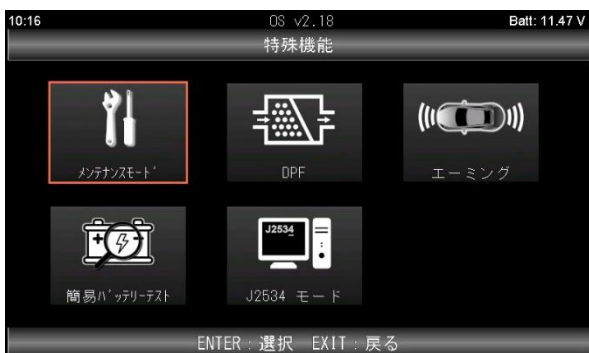 10:16 OS v2.18 Batt: 11.47 V
特殊機能
ﾒﾝﾃﾅﾝｽﾓｰﾄﾞ DPF エーミング
J2534
簡易ﾊﾞｯﾃﾘｰﾃｽﾄ J2534 モード
ENTER：選択 EXIT：戻る